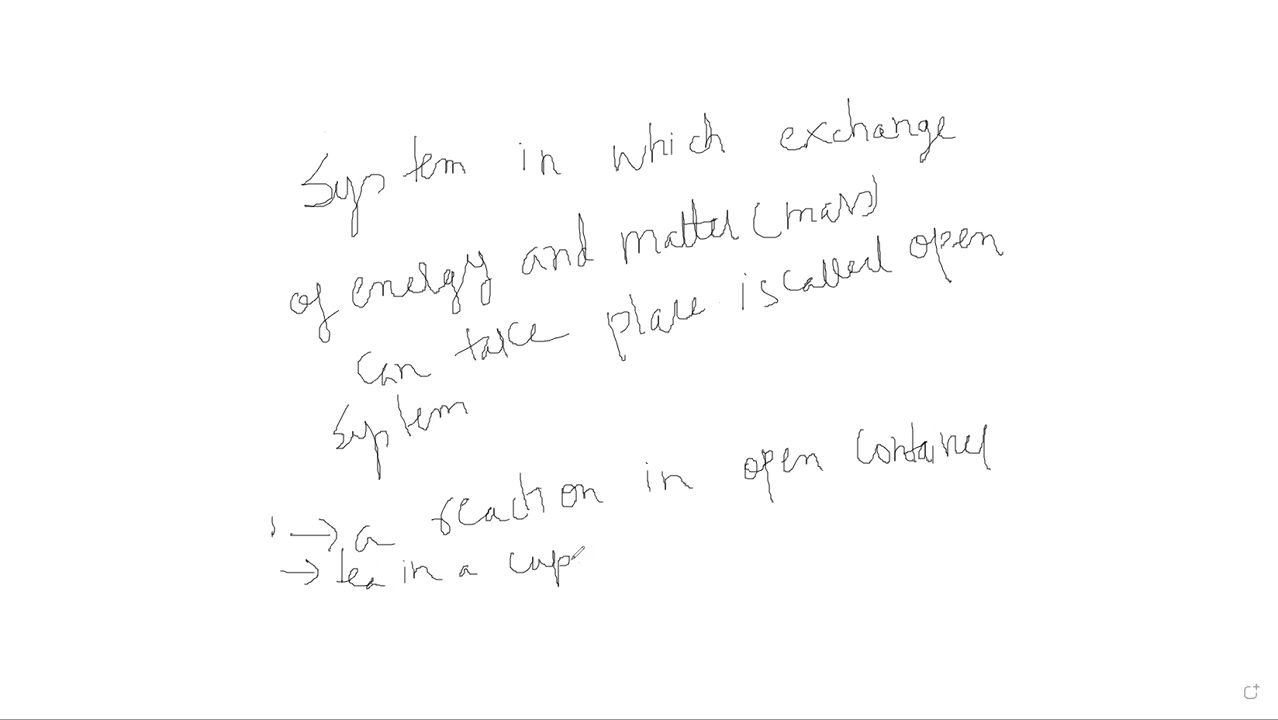 System in which exchange
of energy and matter (mass)
can take place is called open
System
→ a reaction in open container
→ tea in a cup